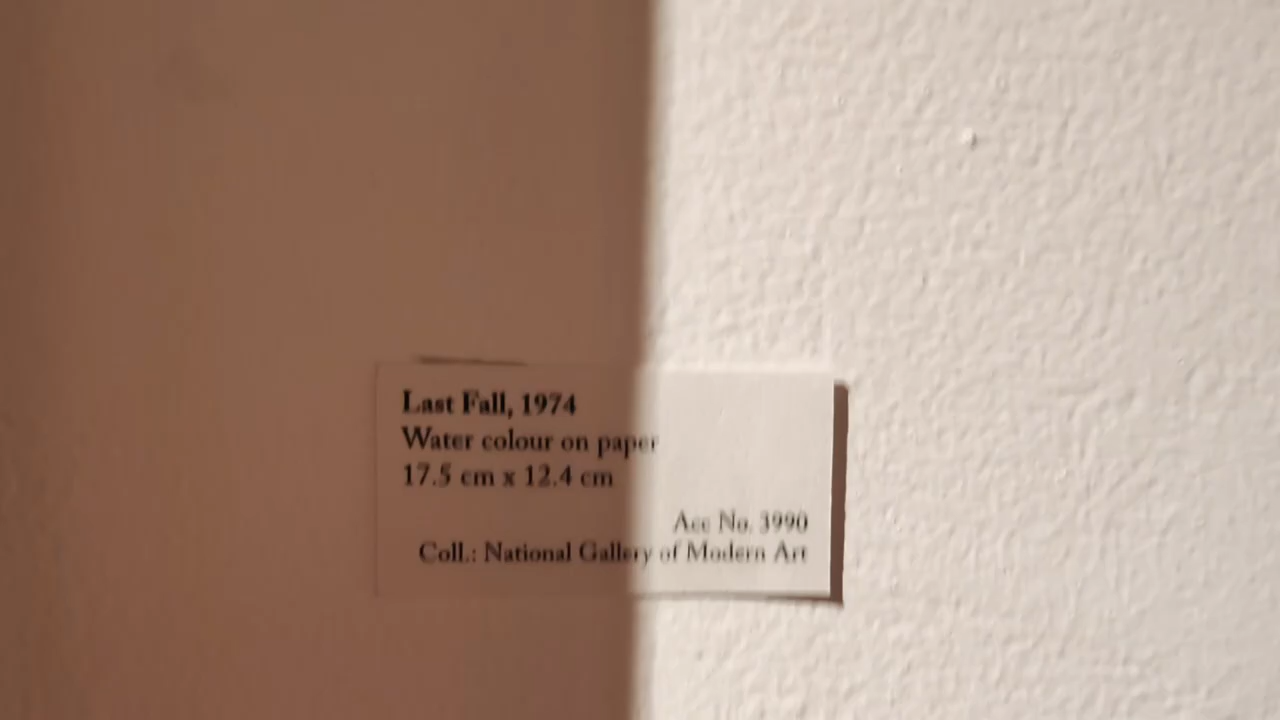 Last Fall, 1974
Water colour on paper
17.5 cm x 12.4 cm
Acc No. 3990
Coll.: National Gallery of Modern Art